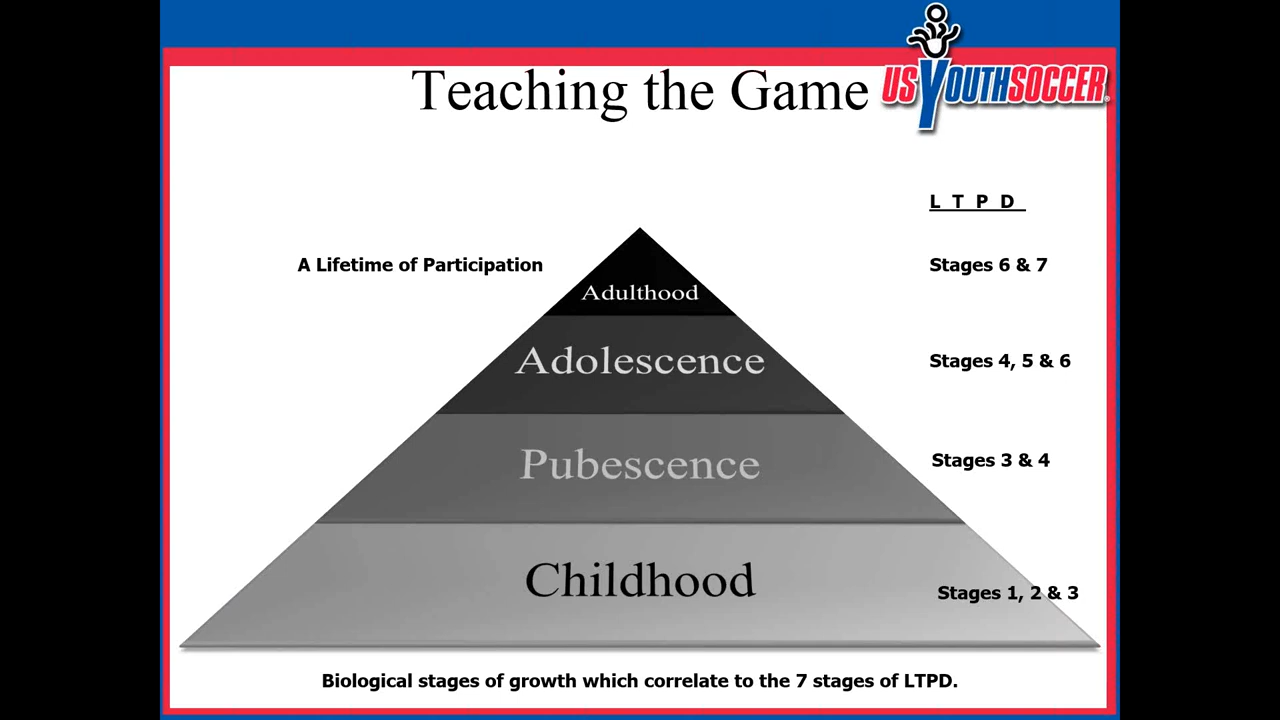 Teaching the Game
US YOUTH SOCCER®
L T P D
A Lifetime of Participation
Stages 6 & 7
Adulthood
Adolescence
Stages 4, 5 & 6
Pubescence
Stages 3 & 4
Childhood
Stages 1, 2 & 3
Biological stages of growth which correlate to the 7 stages of LTPD.